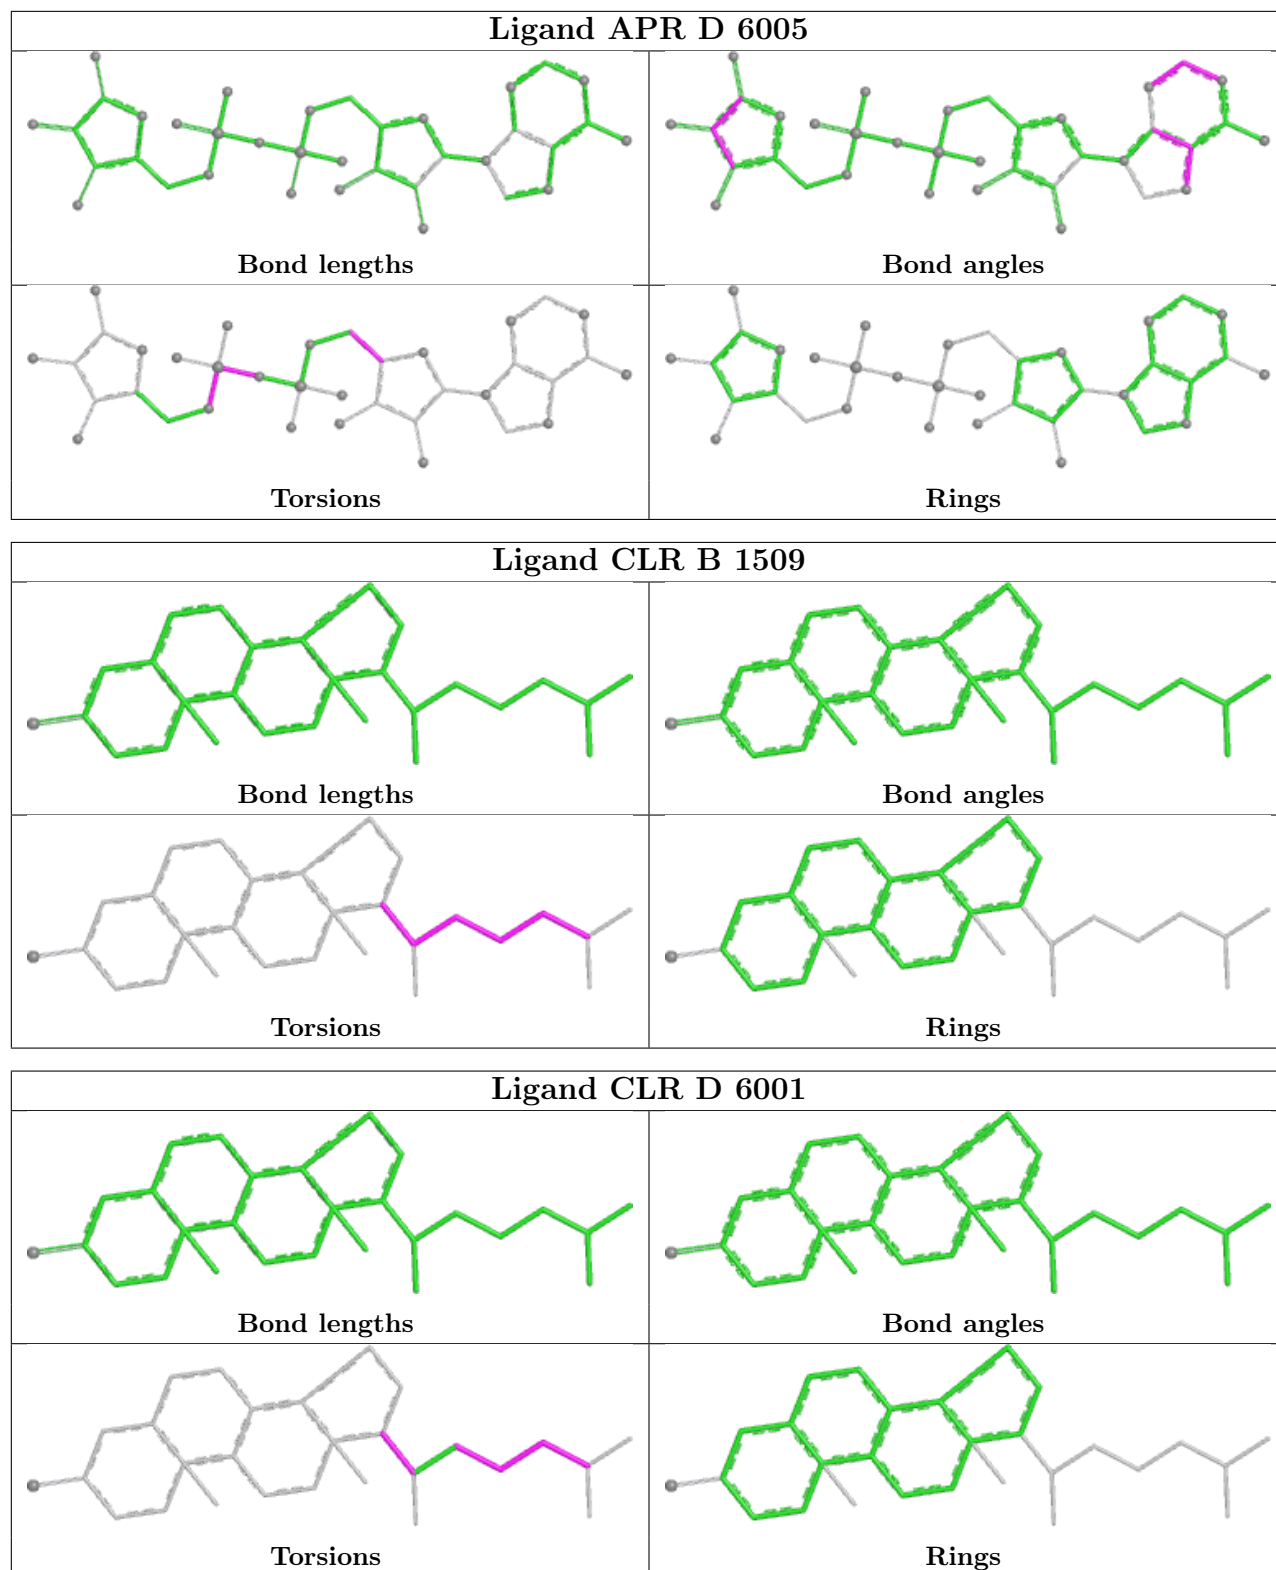 Ligand APR D 6005
Bond lengths
Bond angles
Torsions
Rings
Ligand CLR B 1509
Bond lengths
Bond angles
Torsions
Rings
Ligand CLR D 6001
Bond lengths
Bond angles
Torsions
Rings